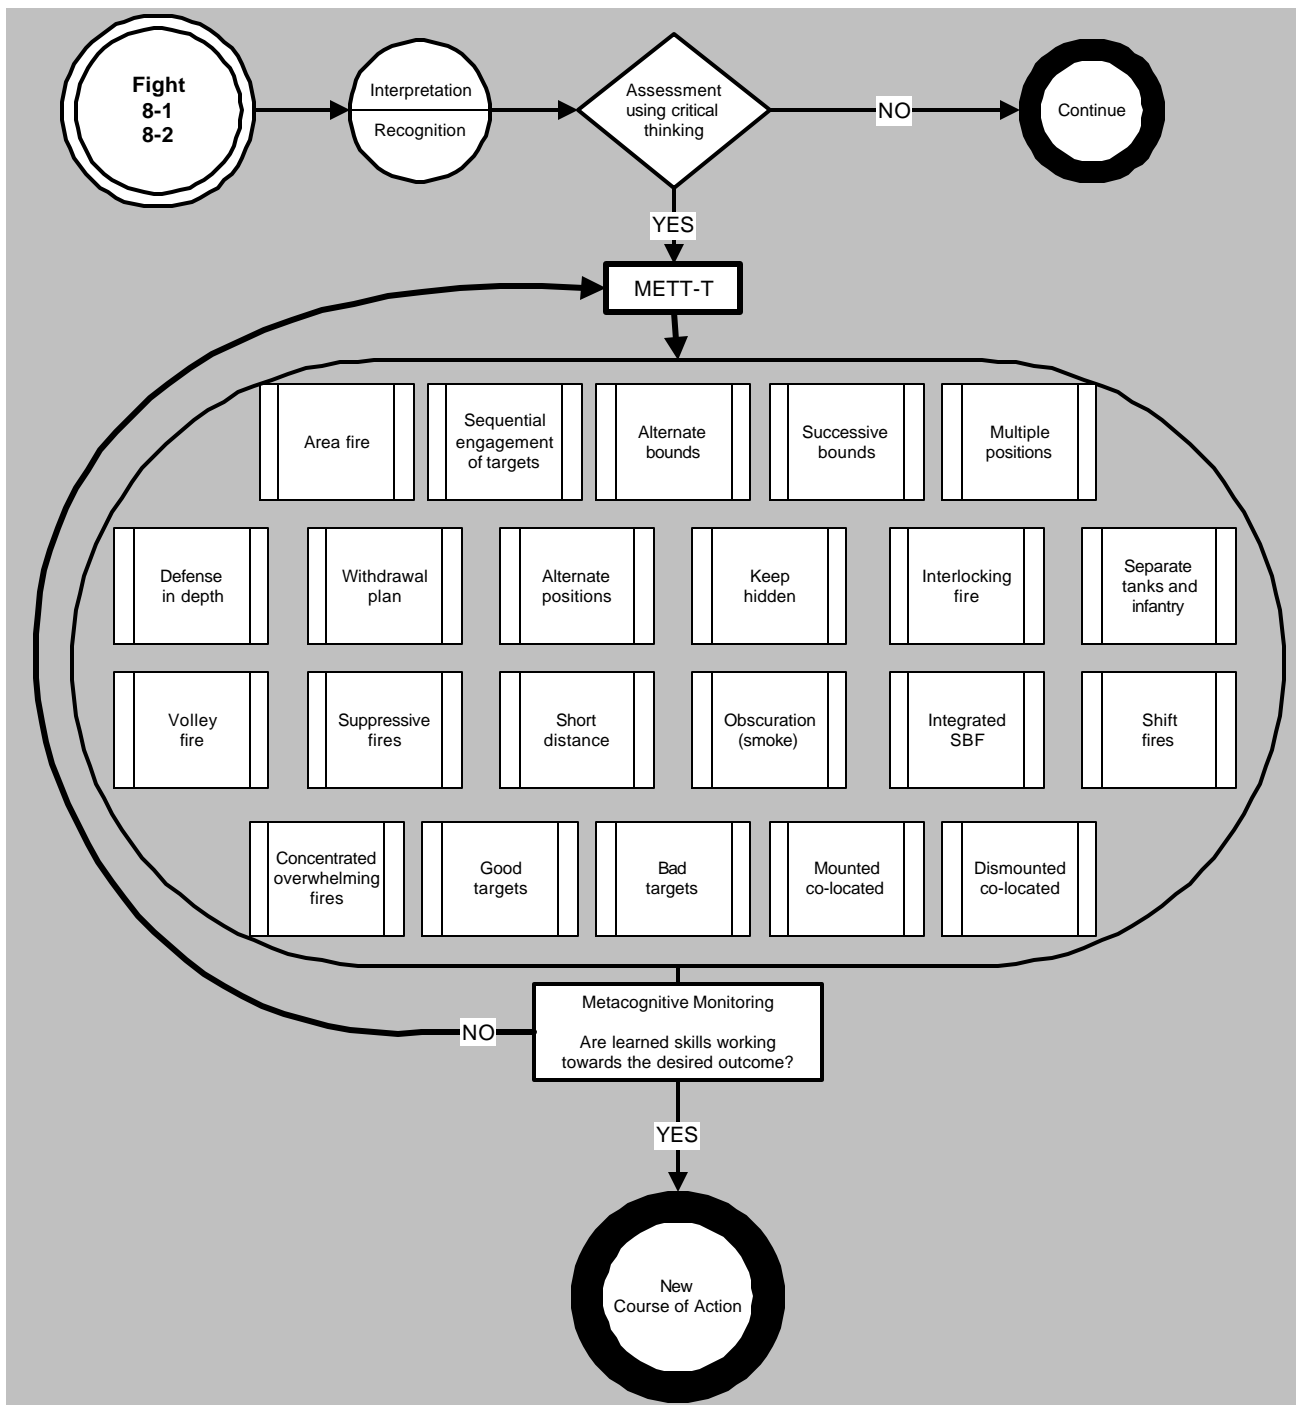 Fight
8-1
8-2
Interpretation
Recognition
Assessment
using critical
thinking
NO
Continue
YES
METT-T
Area fire
Sequential
engagement
of targets
Alternate
bounds
Successive
bounds
Multiple
positions
Defense
in depth
Withdrawal
plan
Alternate
positions
Keep
hidden
Interlocking
fire
Separate
tanks and
infantry
Volley
fire
Suppressive
fires
Short
distance
Obscuration
(smoke)
Integrated
SBF
Shift
fires
Concentrated
overwhelming
fires
Good
targets
Bad
targets
Mounted
co-located
Dismounted
co-located
Metacognitive Monitoring
Are learned skills working
towards the desired outcome?
NO
YES
New
Course of Action